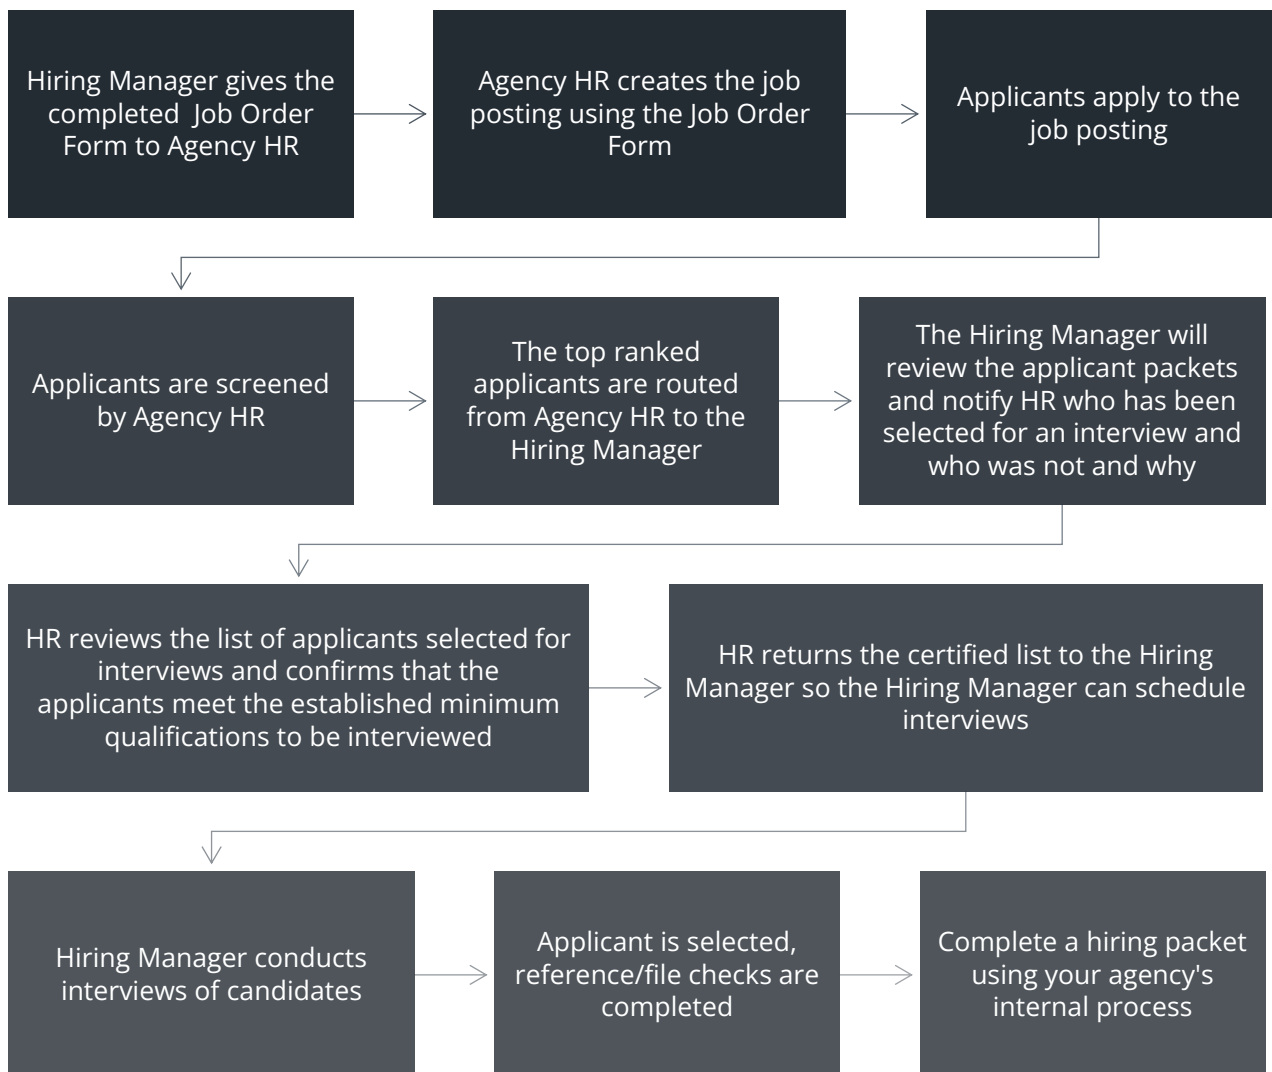 Hiring Manager gives the
completed  Job Order
Form to Agency HR
Agency HR creates the job
posting using the Job Order
Form
Applicants apply to the
job posting
Applicants are screened
by Agency HR
The top ranked
applicants are routed
from Agency HR to the
Hiring Manager
The Hiring Manager will
review the applicant packets
and notify HR who has been
selected for an interview and
who was not and why
HR reviews the list of applicants selected for
interviews and confirms that the
applicants meet the established minimum
qualifications to be interviewed
HR returns the certified list to the Hiring
Manager so the Hiring Manager can schedule
interviews
Hiring Manager conducts
interviews of candidates
Applicant is selected,
reference/file checks are
completed
Complete a hiring packet
using your agency's
internal process